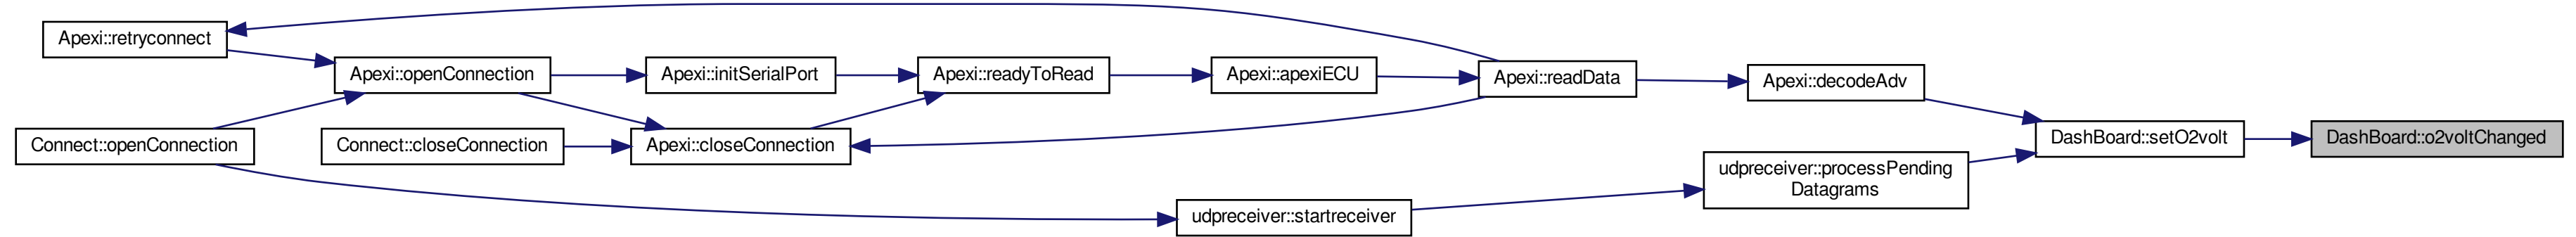 Apexi::retryconnect
Apexi::openConnection
Apexi::initSerialPort
Apexi::readyToRead
Apexi::apexiECU
Apexi::readData
Apexi::decodeAdv
Connect::openConnection
Connect::closeConnection
Apexi::closeConnection
DashBoard::setO2volt
DashBoard::o2voltChanged
udpreceiver::processPending
Datagrams
udpreceiver::startreceiver